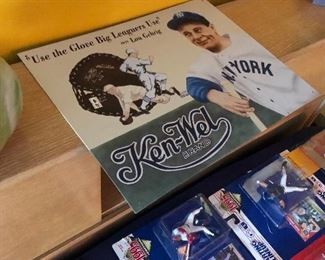 "Use the Glove Big Leaguers Use"
says Lou Gehrig
NEW YORK
Ken-Wel
BRAND